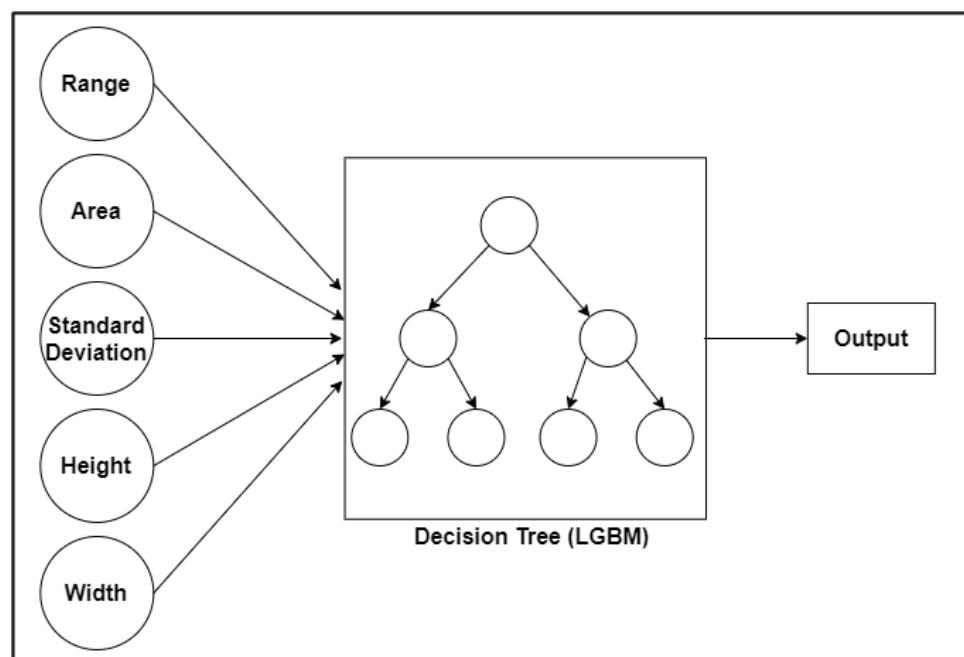 Range
Area
Standard
Deviation
Height
Width
Decision Tree (LGBM)
Output